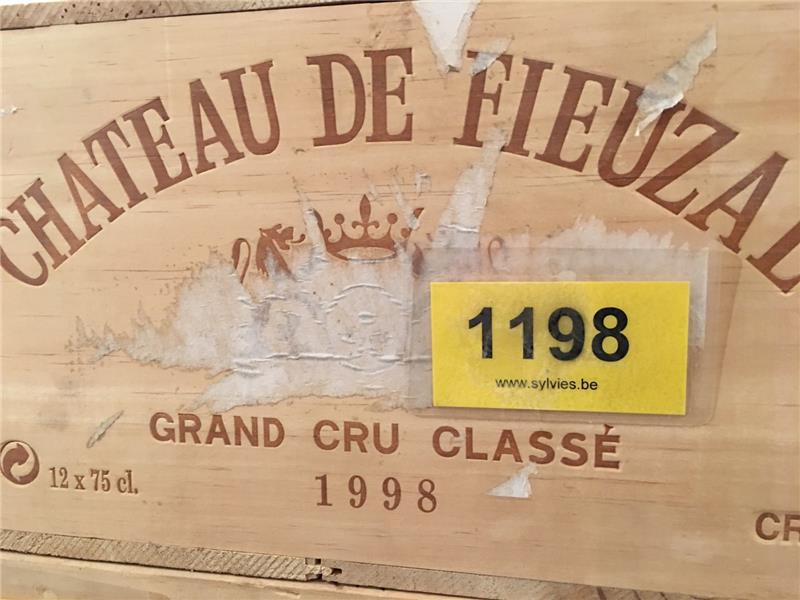 CHATEAU DE FIEUZAL
1198
www.sylvies.be
GRAND CRU CLASSÉ
12 x 75 cl.
1998
CR